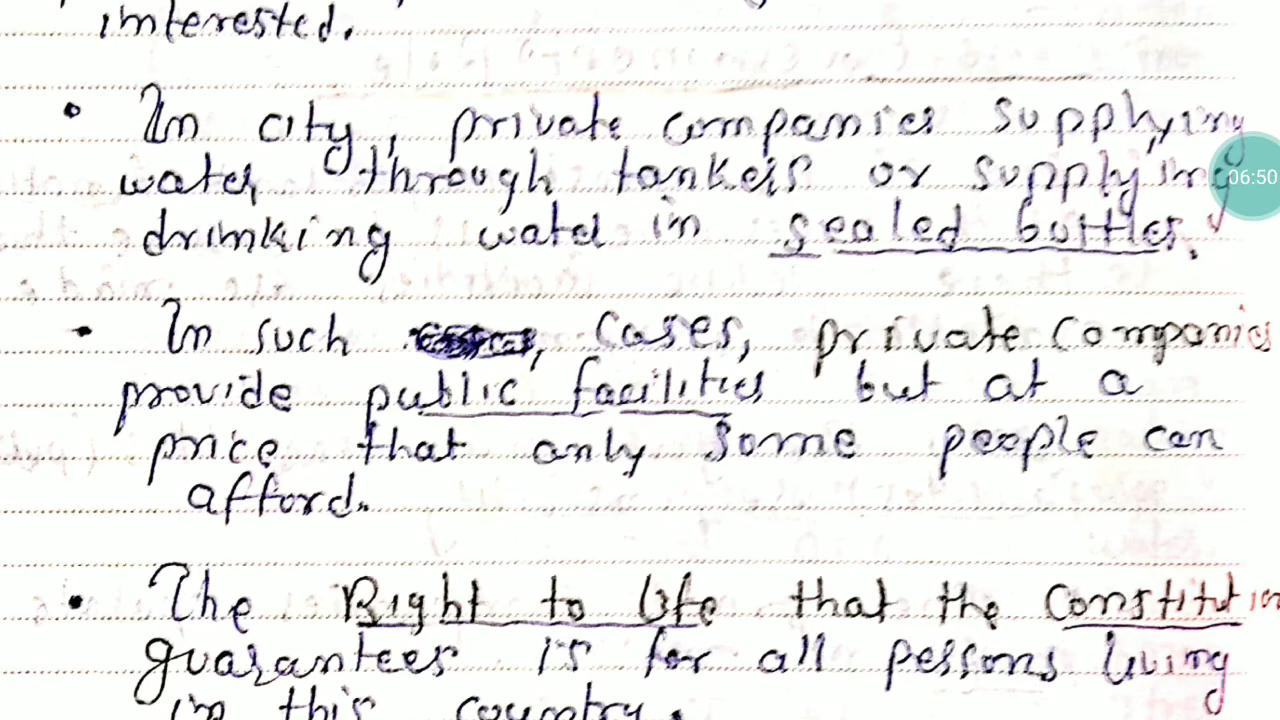 interested.
• In city, private companies supplying
water through tankers or supplying
drinking water in sealed bottles.
• In such , cases, private companies
provide public facilities but at a
price that only some people can
afford.
• The Right to life that the Constitution
guarantees is for all persons living
in this country.
06:50